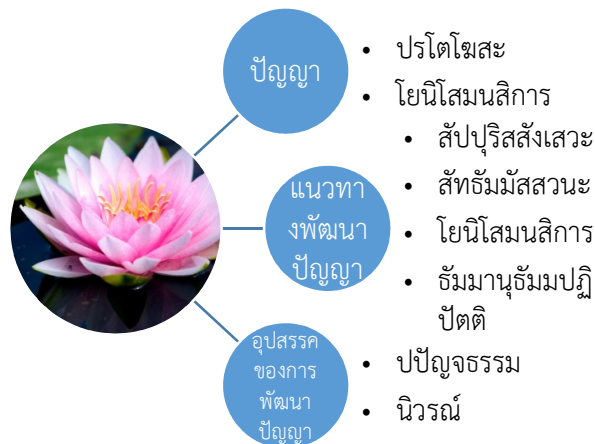 ปัญญา
• ปรโตโฆสะ
• โยนิโสมนสิการ
• สัปปุริสสังเสวะ
• สัทธัมมัสสวนะ
• โยนิโสมนสิการ
• ธัมมานุธัมมปฏิ
ปัตติ
แนวทา
งพัฒนา
ปัญญา
อุปสรรค
ของการ
พัฒนา
ปัญญา
• ปปัญจธรรม
• นิวรณ์